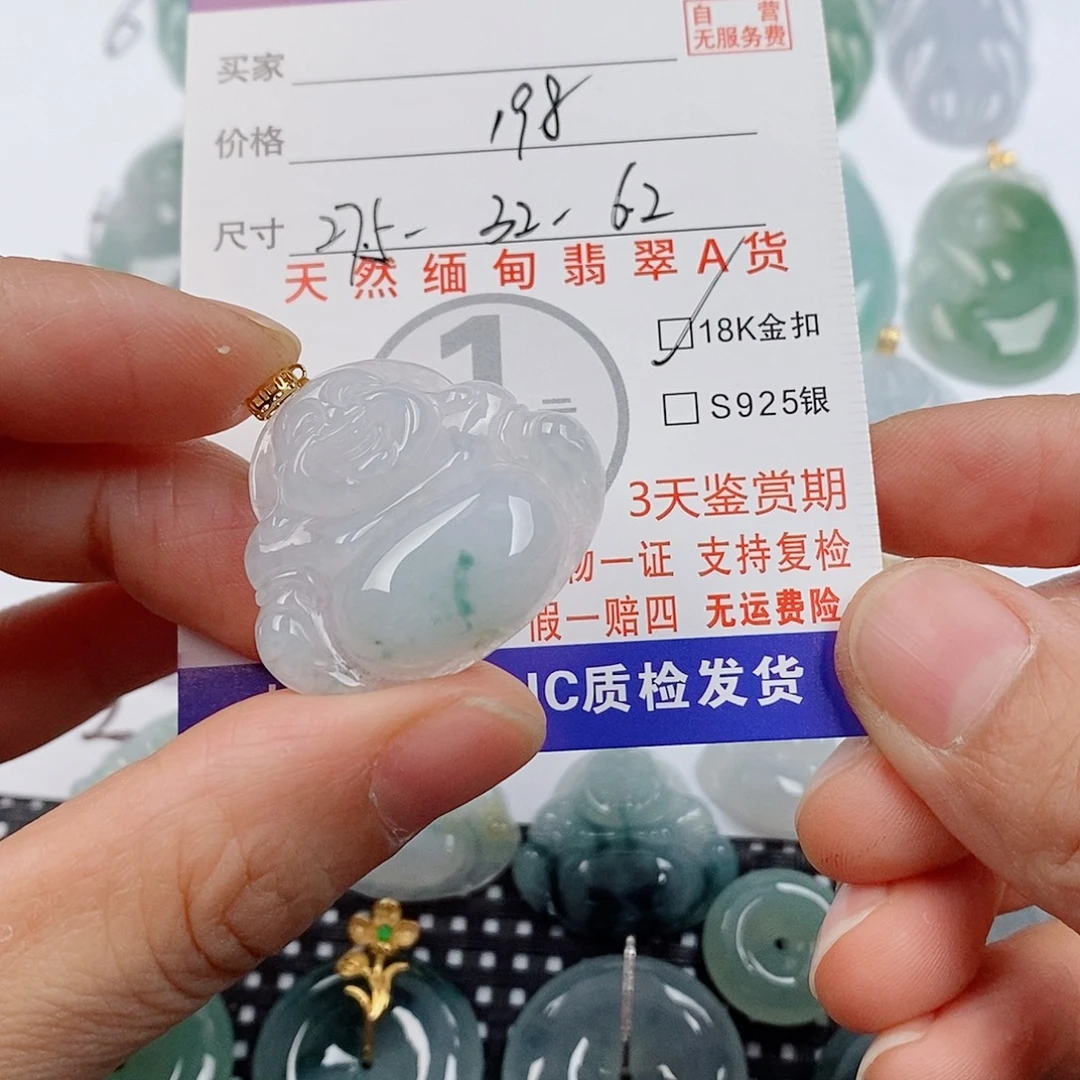 自 营
无服务费
买家
价格 198
尺寸 27.5- 32- 6.2
天然缅甸翡翠A货
1
18K金扣
S925银
3天鉴赏期
物一证 支持复检
假一赔四 无运费险
IC质检发货